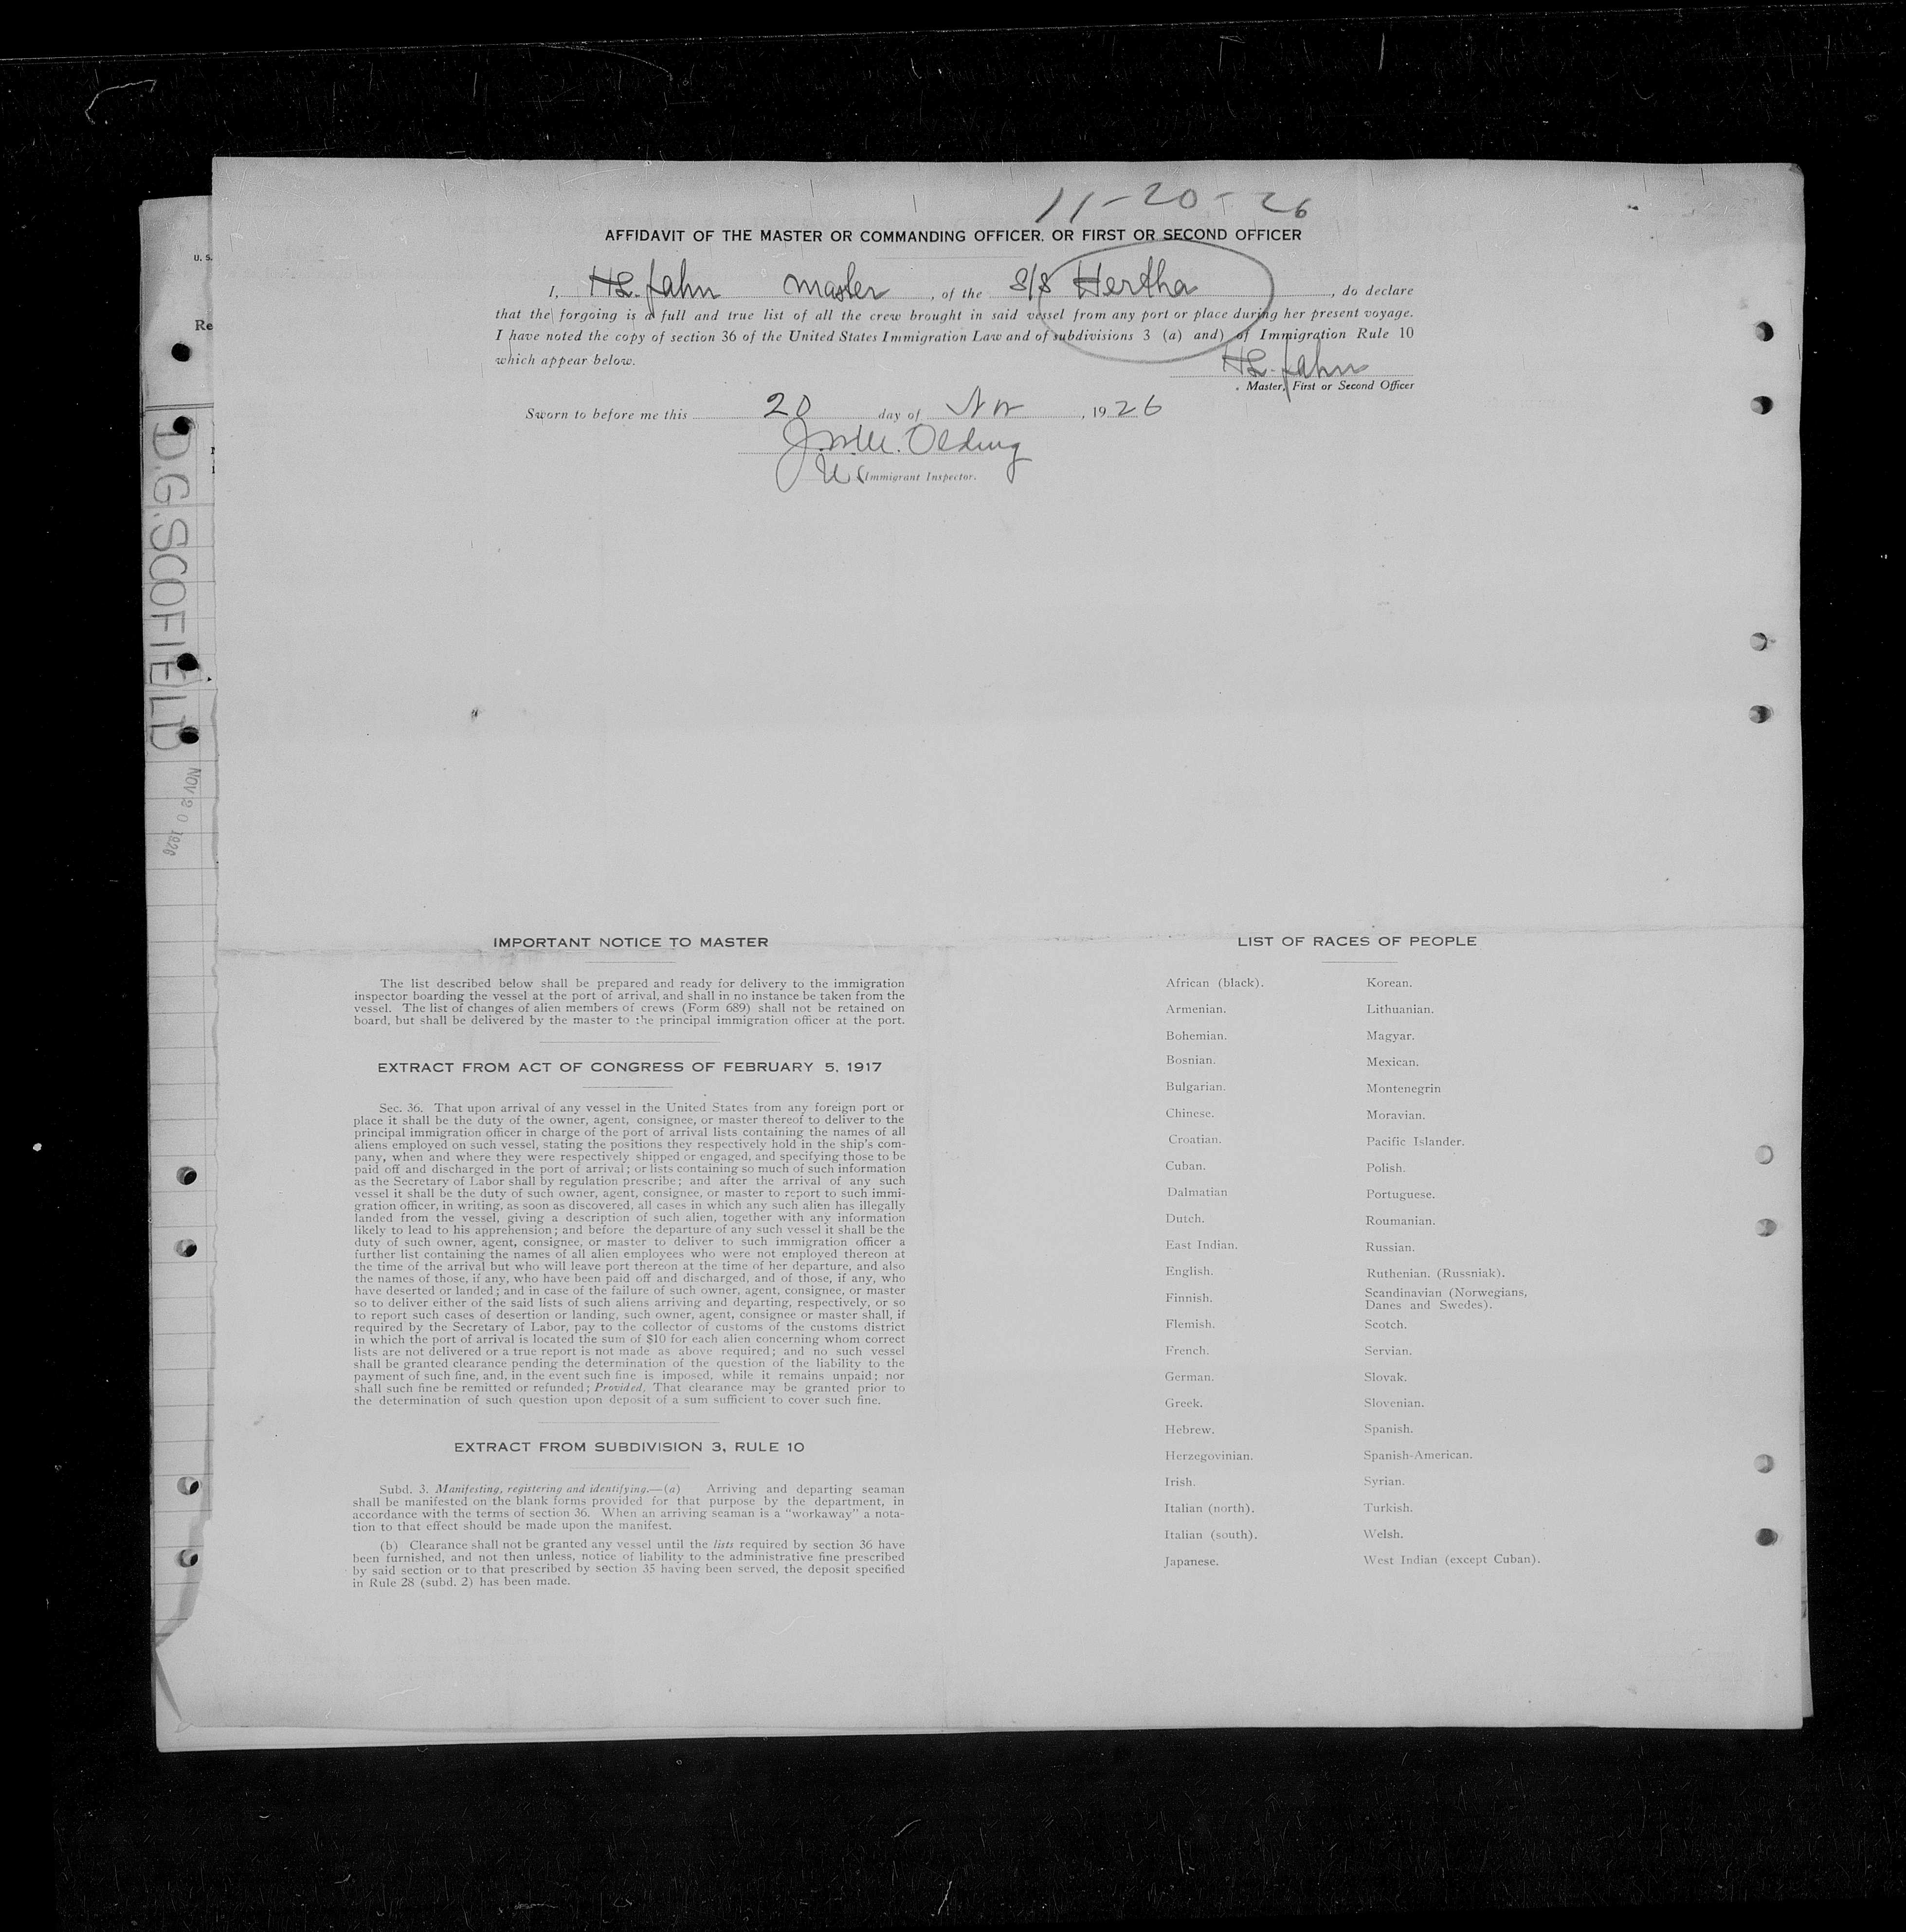 11-20-26
AFFIDAVIT OF THE MASTER OR COMMANDING OFFICER, OR FIRST OR SECOND OFFICER
I, H. Jahn master, of the S/S Hertha, do declare
that the forgoing is a full and true list of all the crew brought in said vessel from any port or place during her present voyage.
I have noted the copy of section 36 of the United States Immigration Law and of subdivisions 3 (a) and) of Immigration Rule 10
which appear below.
H. Jahn
Master, First or Second Officer
Sworn to before me this 20 day of Nov, 1926
Olding
US Immigrant Inspector.
U. S.
Re
D.G.SCOFIELD
NOV 20 1926
IMPORTANT NOTICE TO MASTER
The list described below shall be prepared and ready for delivery to the immigration
inspector boarding the vessel at the port of arrival, and shall in no instance be taken from the
vessel. The list of changes of alien members of crews (Form 689) shall not be retained on
board, but shall be delivered by the master to the principal immigration officer at the port.
EXTRACT FROM ACT OF CONGRESS OF FEBRUARY 5, 1917
Sec. 36. That upon arrival of any vessel in the United States from any foreign port or
place it shall be the duty of the owner, agent, consignee, or master thereof to deliver to the
principal immigration officer in charge of the port of arrival lists containing the names of all
aliens employed on such vessel, stating the positions they respectively hold in the ship's com-
pany, when and where they were respectively shipped or engaged, and specifying those to be
paid off and discharged in the port of arrival; or lists containing so much of such information
as the Secretary of Labor shall by regulation prescribe; and after the arrival of any such
vessel it shall be the duty of such owner, agent, consignee, or master to report to such immi-
gration officer, in writing, as soon as discovered, all cases in which any such alien has illegally
landed from the vessel, giving a description of such alien, together with any information
likely to lead to his apprehension; and before the departure of any such vessel it shall be the
duty of such owner, agent, consignee, or master to deliver to such immigration officer a
further list containing the names of all alien employees who were not employed thereon at
the time of the arrival but who will leave port thereon at the time of her departure, and also
the names of those, if any, who have been paid off and discharged, and of those, if any, who
have deserted or landed; and in case of the failure of such owner, agent, consignee, or master
so to deliver either of the said lists of such aliens arriving and departing, respectively, or so
to report such cases of desertion or landing, such owner, agent, consignee or master shall, if
required by the Secretary of Labor, pay to the collector of customs of the customs district
in which the port of arrival is located the sum of $10 for each alien concerning whom correct
lists are not delivered or a true report is not made as above required; and no such vessel
shall be granted clearance pending the determination of the question of the liability to the
payment of such fine, and, in the event such fine is imposed, while it remains unpaid; nor
shall such fine be remitted or refunded; Provided, That clearance may be granted prior to
the determination of such question upon deposit of a sum sufficient to cover such fine.
EXTRACT FROM SUBDIVISION 3, RULE 10
Subd. 3. Manifesting, registering and identifying.—(a) Arriving and departing seaman
shall be manifested on the blank forms provided for that purpose by the department, in
accordance with the terms of section 36. When an arriving seaman is a "workaway" a nota-
tion to that effect should be made upon the manifest.
(b) Clearance shall not be granted any vessel until the lists required by section 36 have
been furnished, and not then unless, notice of liability to the administrative fine prescribed
by said section or to that prescribed by section 35 having been served, the deposit specified
in Rule 28 (subd. 2) has been made.
LIST OF RACES OF PEOPLE
African (black).
Armenian.
Bohemian.
Bosnian.
Bulgarian.
Chinese.
Croatian.
Cuban.
Dalmatian
Dutch.
East Indian.
English.
Finnish.
Flemish.
French.
German.
Greek.
Hebrew.
Herzegovinian.
Irish.
Italian (north).
Italian (south).
Japanese.
Korean.
Lithuanian.
Magyar.
Mexican.
Montenegrin
Moravian.
Pacific Islander.
Polish.
Portuguese.
Roumanian.
Russian.
Ruthenian. (Russniak).
Scandinavian (Norwegians,
Danes and Swedes).
Scotch.
Servian.
Slovak.
Slovenian.
Spanish.
Spanish-American.
Syrian.
Turkish.
Welsh.
West Indian (except Cuban).